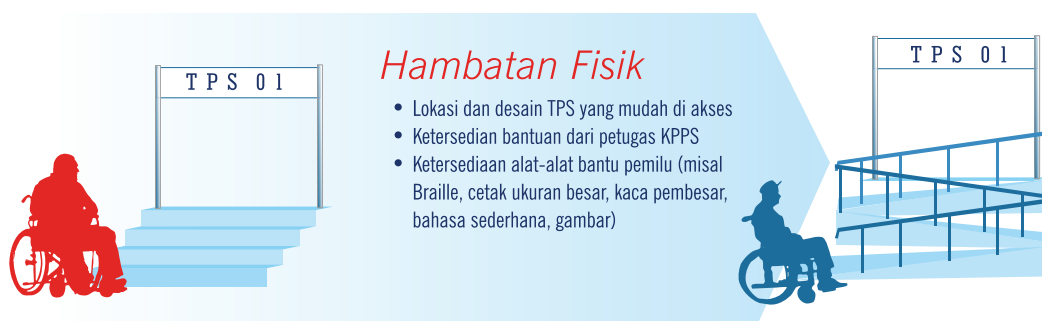 TPS 01
Hambatan Fisik
• Lokasi dan desain TPS yang mudah di akses
• Ketersedian bantuan dari petugas KPPS
• Ketersediaan alat-alat bantu pemilu (misal
Braille, cetak ukuran besar, kaca pembesar,
bahasa sederhana, gambar)
TPS 01